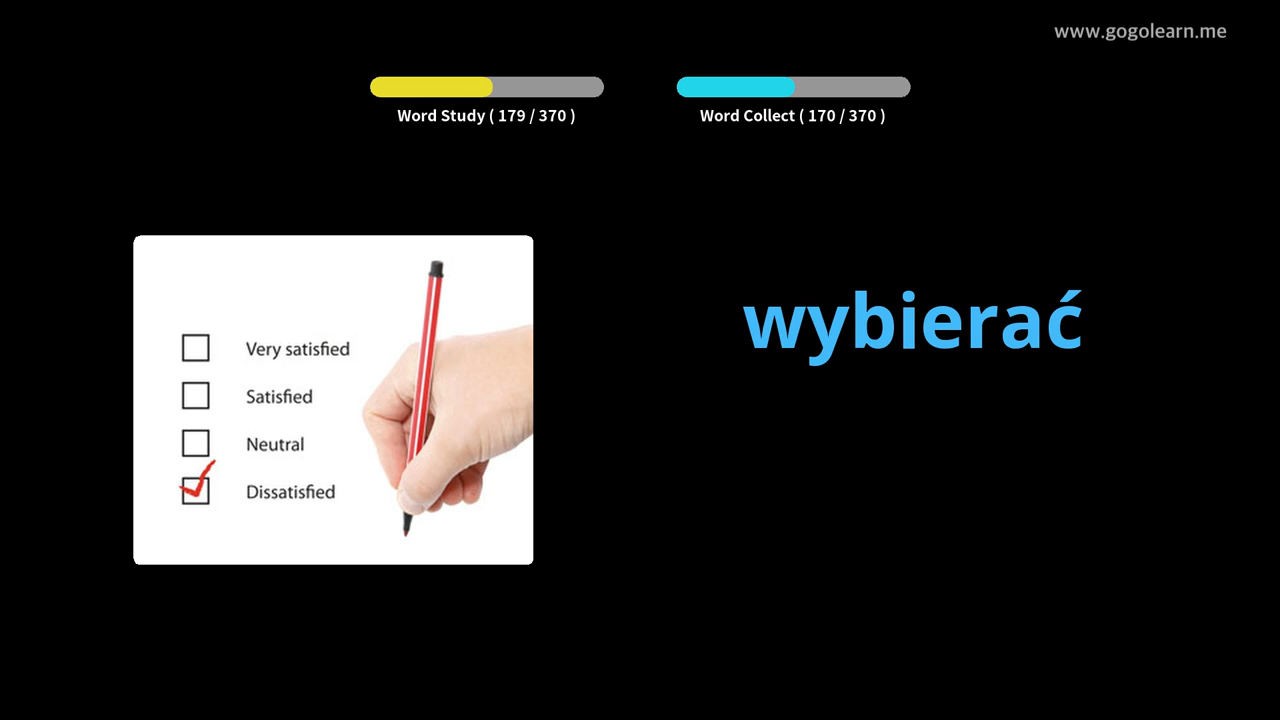 www.gogolearn.me
Word Study ( 179 / 370 )
Word Collect ( 170 / 370 )
wybierać
Very satisfied
Satisfied
Neutral
Dissatisfied